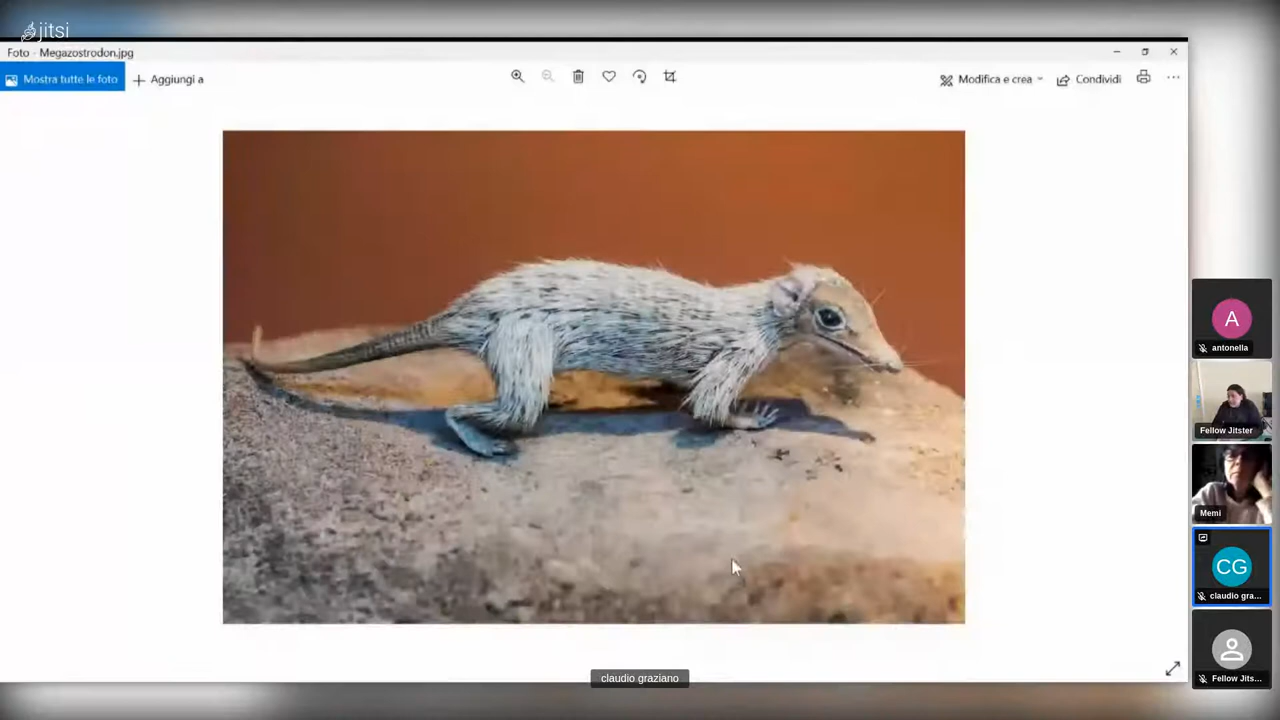 jitsi
Foto - Megazostrodon.jpg
Mostra tutte le foto
Aggiungi a
Modifica e crea
Condividi
A
antonella
Fellow Jitster
Memi
CG
claudio gra...
Fellow Jits...
claudio graziano